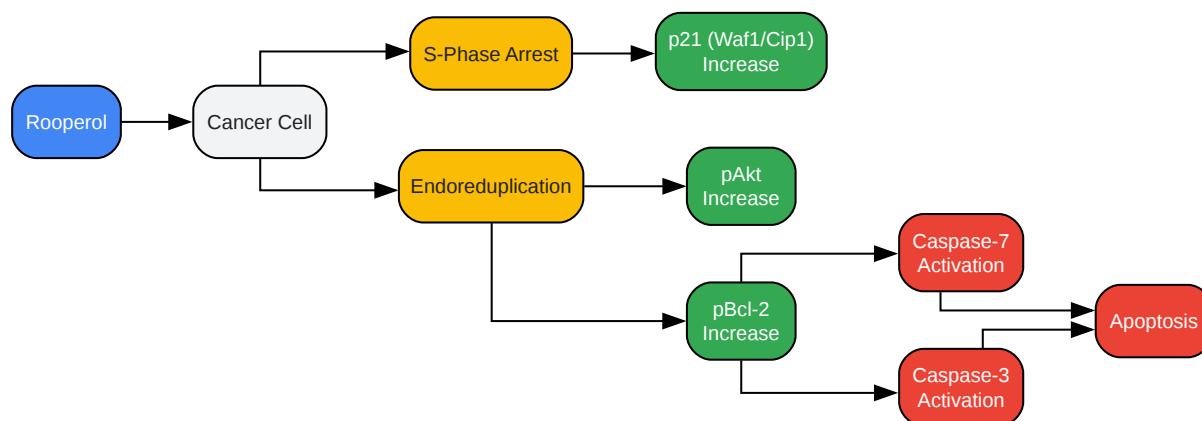 Rooperol
Cancer Cell
S-Phase Arrest
p21 (Waf1/Cip1)
Increase
Endoreduplication
pAkt
Increase
pBcl-2
Increase
Caspase-7
Activation
Caspase-3
Activation
Apoptosis